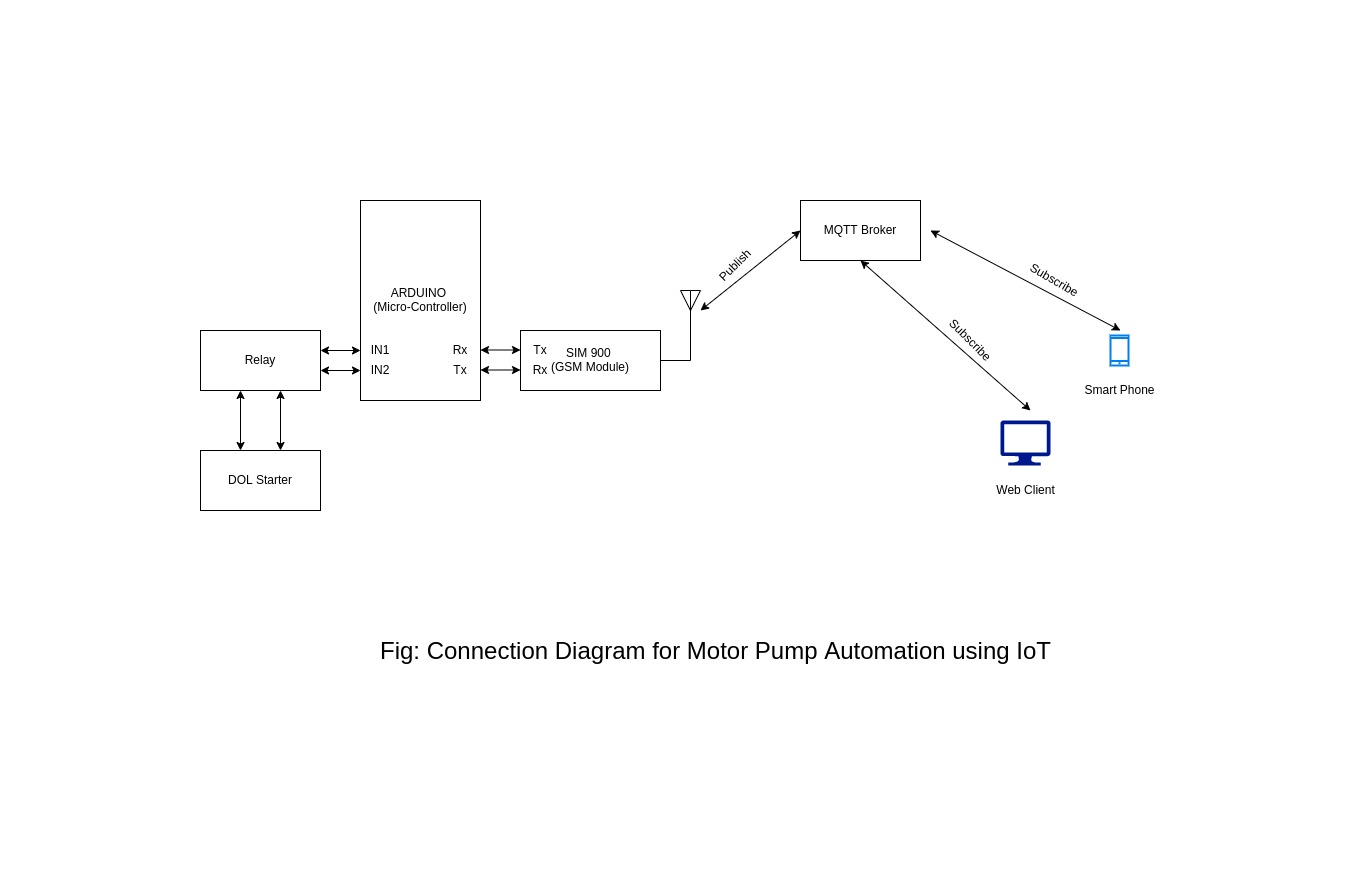 MQTT Broker
Publish
Subscribe
Subscribe
ARDUINO
(Micro-Controller)
Relay
IN1
IN2
Rx
Tx
Tx
Rx
SIM 900
(GSM Module)
Smart Phone
DOL Starter
Web Client
Fig: Connection Diagram for Motor Pump Automation using IoT